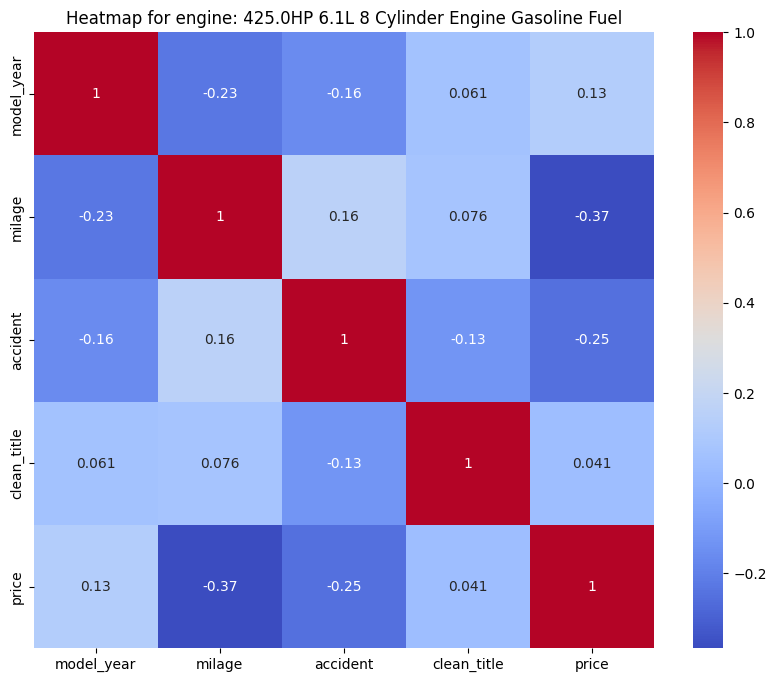 Heatmap for engine: 425.0HP 6.1L 8 Cylinder Engine Gasoline Fuel
model_year
1
-0.23
-0.16
0.061
0.13
milage
-0.23
1
0.16
0.076
-0.37
accident
-0.16
0.16
1
-0.13
-0.25
clean_title
0.061
0.076
-0.13
1
0.041
price
0.13
-0.37
-0.25
0.041
1
model_year
milage
accident
clean_title
price
1.0
0.8
0.6
0.4
0.2
0.0
−0.2